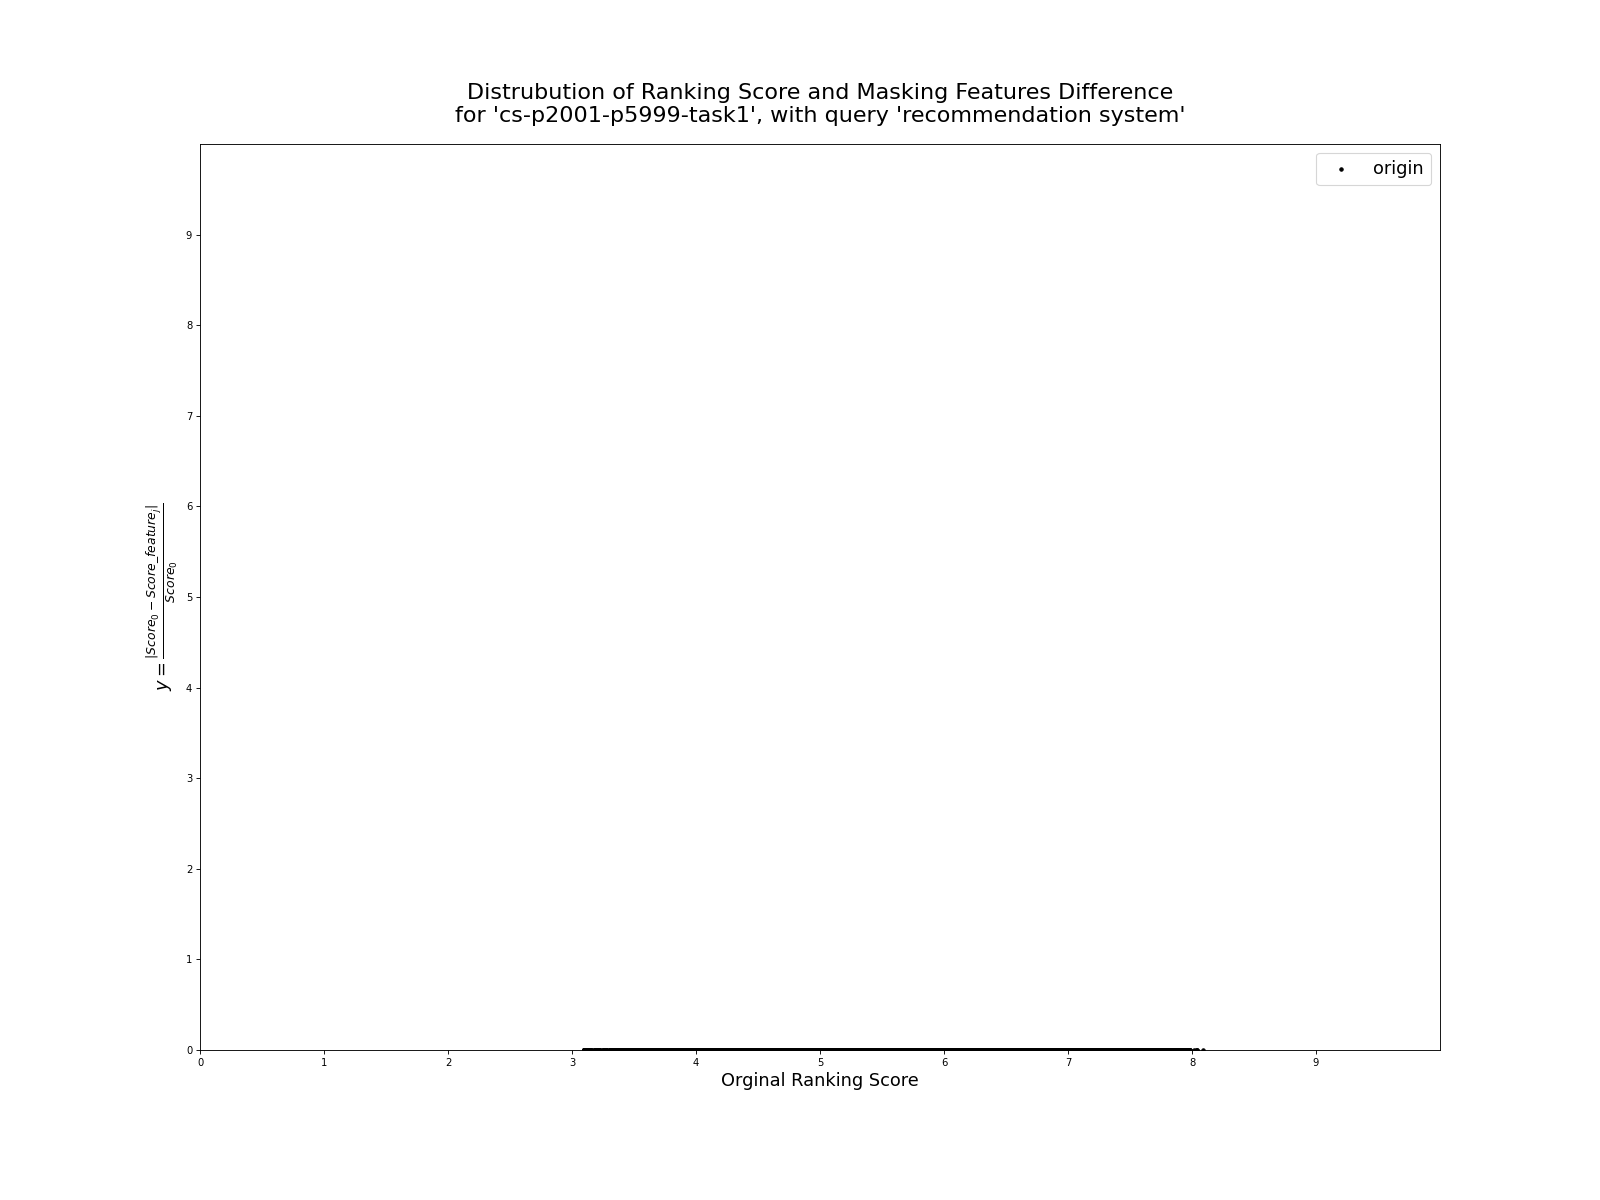 Distrubution of Ranking Score and Masking Features Difference
for 'cs-p2001-p5999-task1', with query 'recommendation system'
origin
9
8
7
6
5
4
3
2
1
0
y = |Score_0 − Score_feature_j| / Score_0
0 1 2 3 4 5 6 7 8 9
Orginal Ranking Score